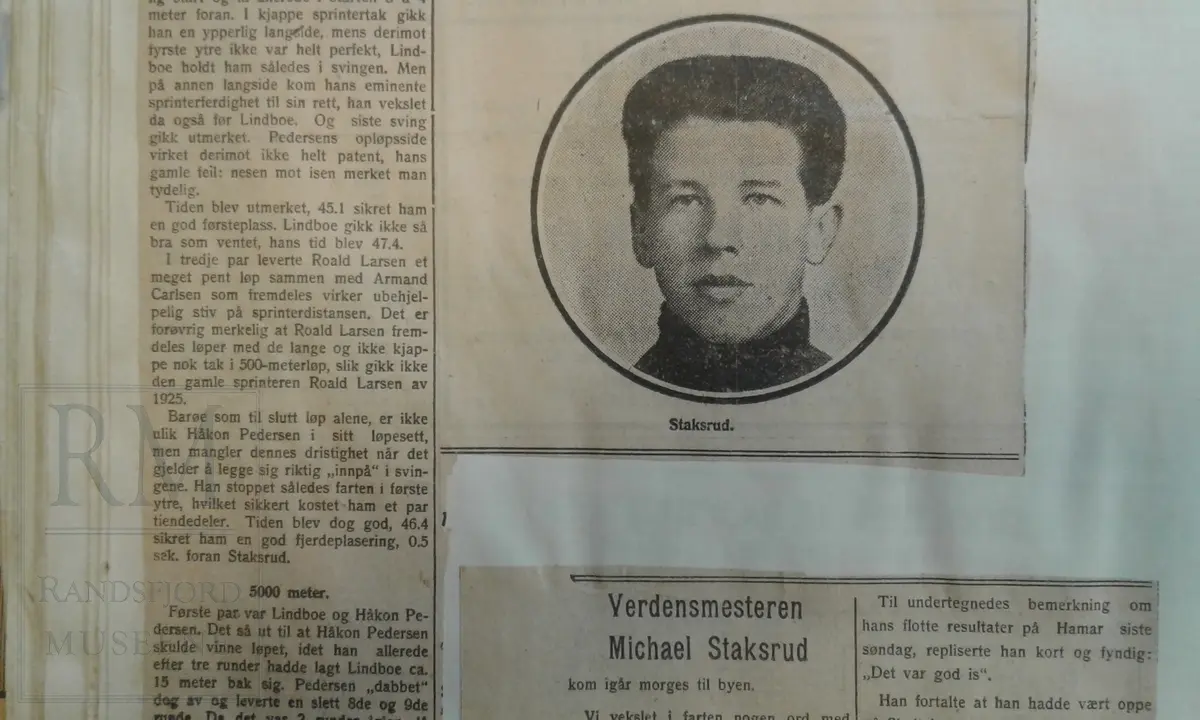 meter foran. I kjappe sprintertak gikk
han en ypperlig langside, mens derimot
fyrste ytre ikke var helt perfekt, Lind-
boe holdt ham således i svingen. Men
på annen langside kom hans eminente
sprinterferdighet til sin rett, han vekslet
da også før Lindboe. Og siste sving
gikk utmerket. Pedersens opløpsside
virket derimot ikke helt patent, hans
gamle feil: nesen mot isen merket man
tydelig.
Tiden blev utmerket, 45.1 sikret ham
en god førsteplass. Lindboe gikk ikke så
bra som ventet, hans tid blev 47.4.
I tredje par leverte Roald Larsen et
meget pent løp sammen med Armand
Carlsen som fremdeles virker ubehjel-
pelig stiv på sprinterdistansen. Det er
forøvrig merkelig at Roald Larsen frem-
deles løper med de lange og ikke kjap-
pe nok tak i 500-meterløp, slik gikk ikke
den gamle sprinteren Roald Larsen av
1925.
Barøe som til slutt løp alene, er ikke
ulik Håkon Pedersen i sitt løpesett,
men mangler dennes dristighet når det
gjelder å legge sig riktig „innpå“ i svin-
gene. Han stoppet således farten i første
ytre, hvilket sikkert kostet ham et par
tiendedeler. Tiden blev dog god, 46.4
sikret ham en god fjerdeplasering, 0.5
sek. foran Staksrud.
5000 meter.
Første par var Lindboe og Håkon Pe-
dersen. Det så ut til at Håkon Pedersen
skulde vinne løpet, idet han allerede
efter tre runder hadde lagt Lindboe ca.
15 meter bak sig. Pedersen „dabbet“
dog av og leverte en slett 8de og 9de
Staksrud.
Verdensmesteren
Michael Staksrud
kom igår morges til byen.
Vi vekslet i farten nogen ord med
Til undertegnedes bemerkning om
hans flotte resultater på Hamar siste
søndag, repliserte han kort og fyndig:
„Det var god is“.
Han fortalte at han hadde vært oppe
RM
RANDSFJORD
MUSEE